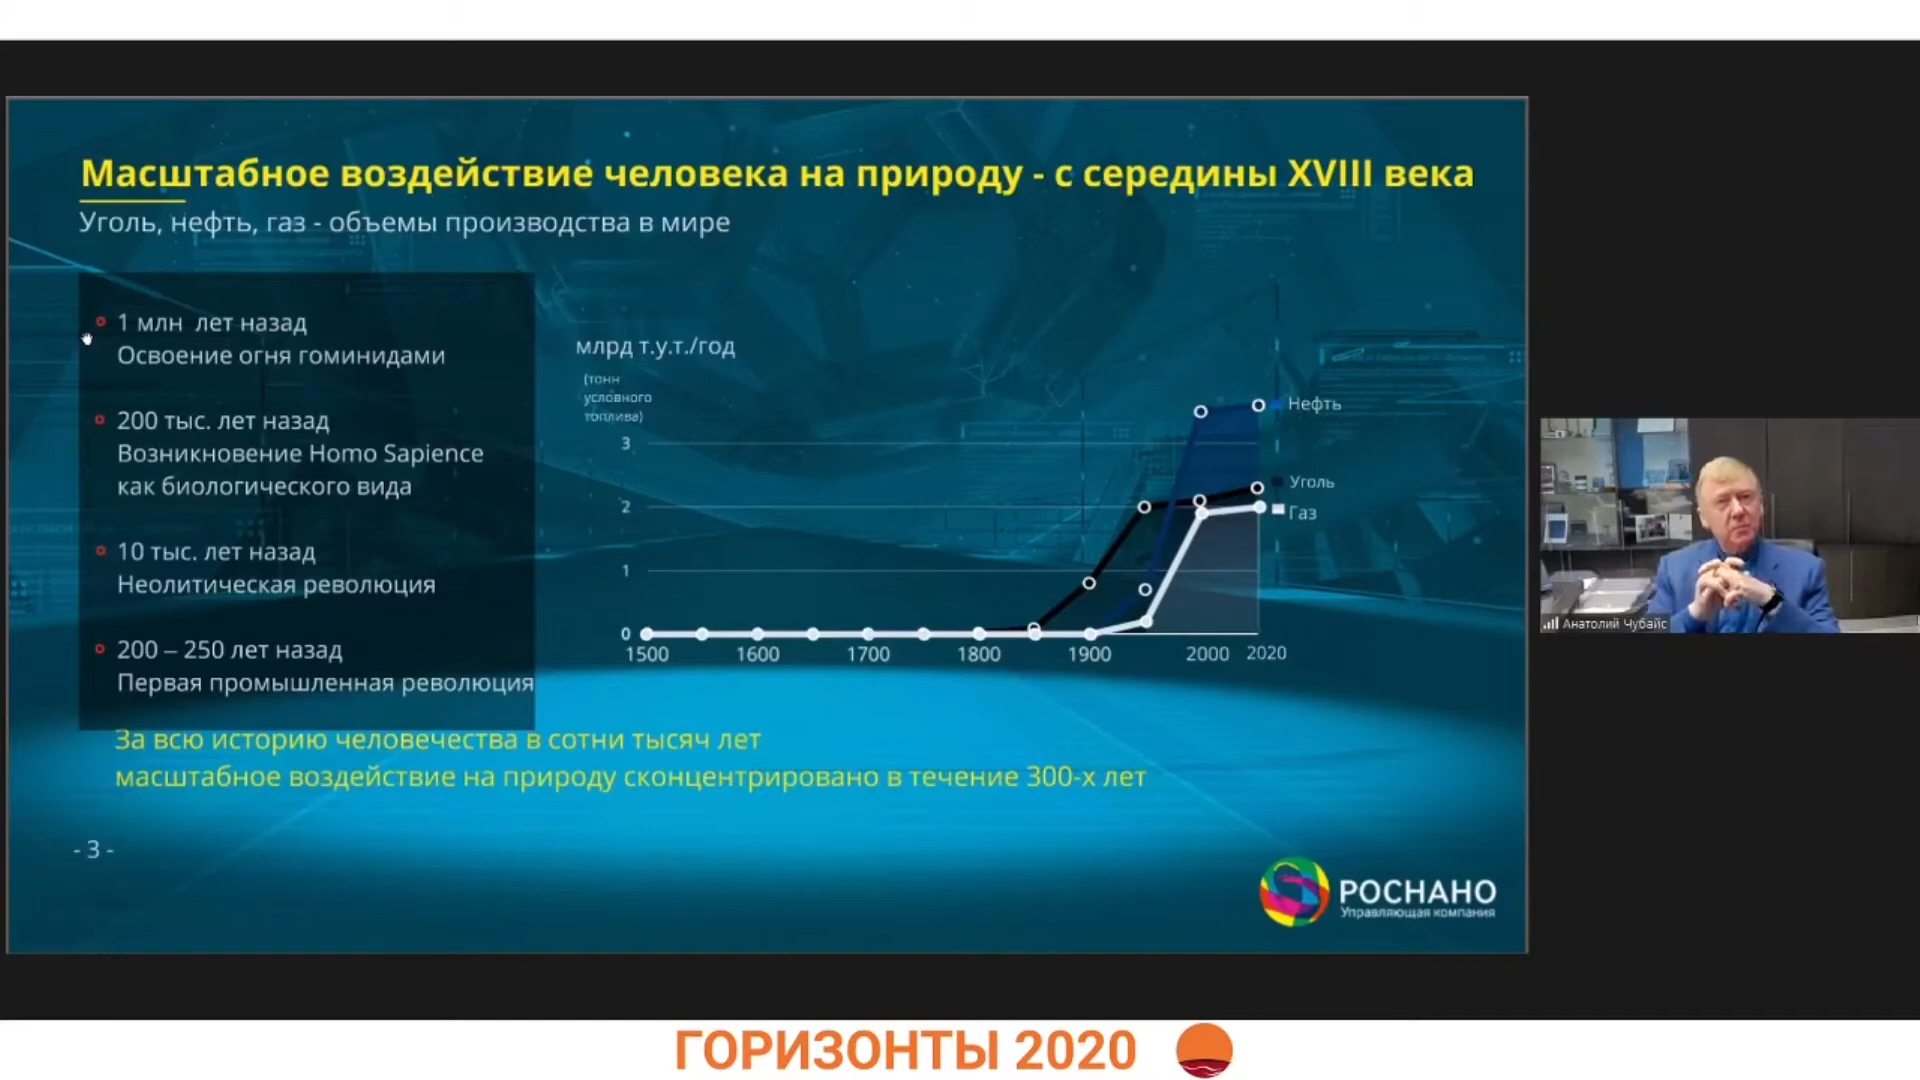 Масштабное воздействие человека на природу - с середины XVIII века
Уголь, нефть, газ - объемы производства в мире
1 млн лет назад
Освоение огня гоминидами
200 тыс. лет назад
Возникновение Homo Sapience
как биологического вида
10 тыс. лет назад
Неолитическая революция
200 – 250 лет назад
Первая промышленная революция
млрд т.у.т./год
(тонн
условного
топлива)
3
2
1
0
1500 1600 1700 1800 1900 2000 2020
Нефть
Уголь
Газ
За всю историю человечества в сотни тысяч лет
масштабное воздействие на природу сконцентрировано в течение 300-х лет
- 3 -
РОСНАНО
Управляющая компания
Анатолий Чубайс
ГОРИЗОНТЫ 2020